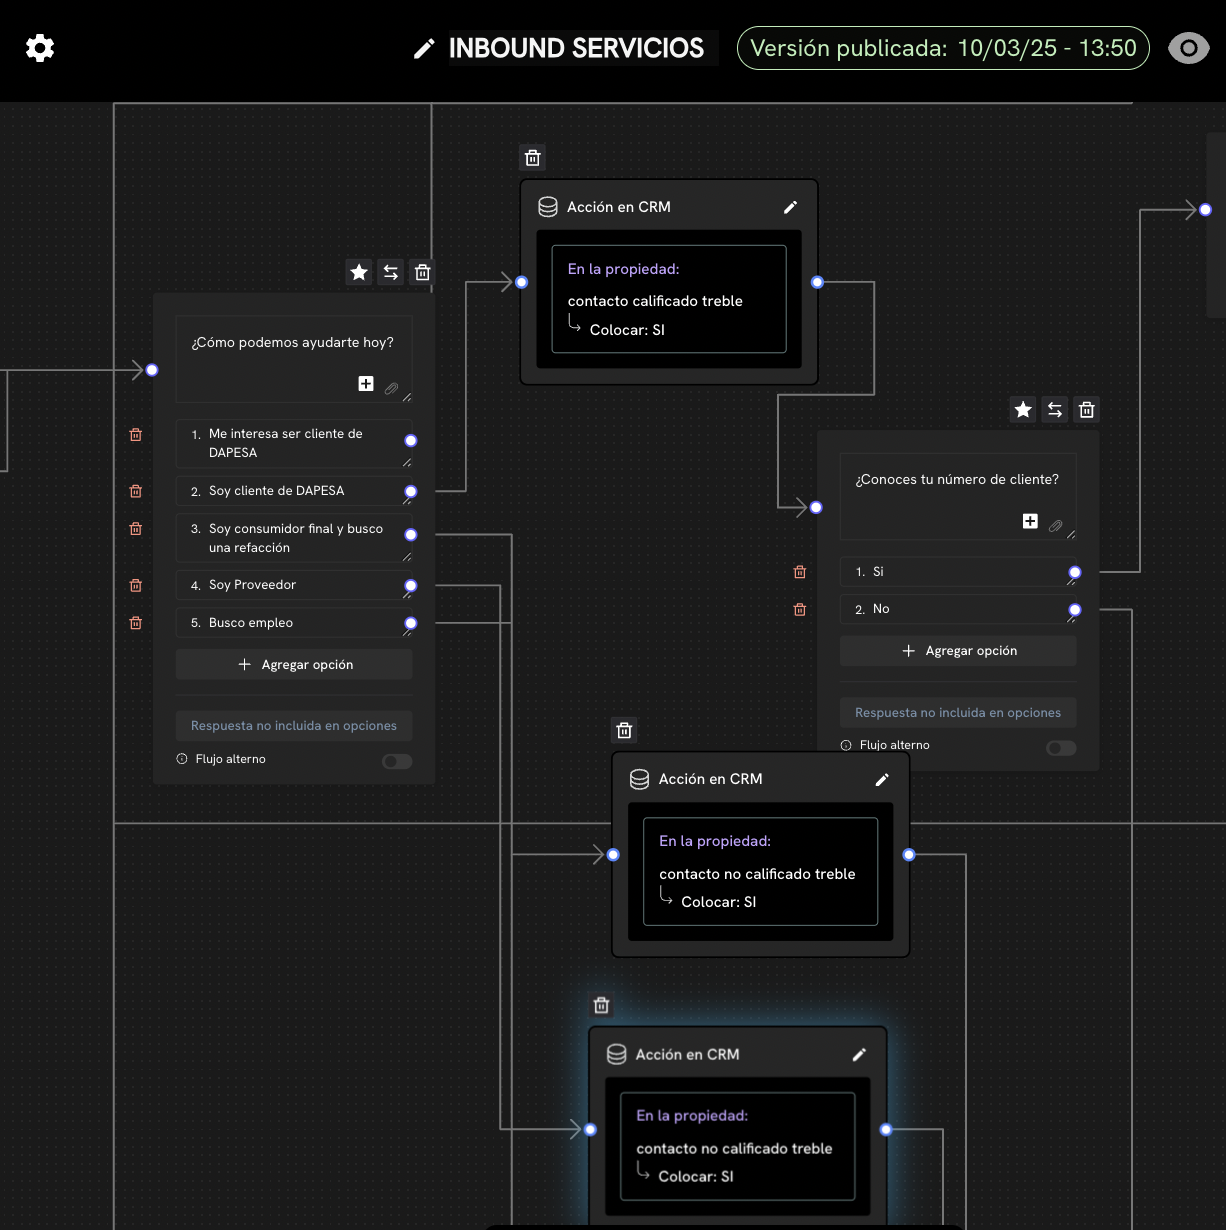 INBOUND SERVICIOS
Versión publicada: 10/03/25 - 13:50
Acción en CRM
En la propiedad:
contacto calificado treble
Colocar: SI
¿Cómo podemos ayudarte hoy?
1. Me interesa ser cliente de
DAPESA
2. Soy cliente de DAPESA
3. Soy consumidor final y busco
una refacción
4. Soy Proveedor
5. Busco empleo
Agregar opción
Respuesta no incluida en opciones
Flujo alterno
¿Conoces tu número de cliente?
1. Si
2. No
Agregar opción
Respuesta no incluida en opciones
Flujo alterno
Acción en CRM
En la propiedad:
contacto no calificado treble
Colocar: SI
Acción en CRM
En la propiedad:
contacto no calificado treble
Colocar: SI